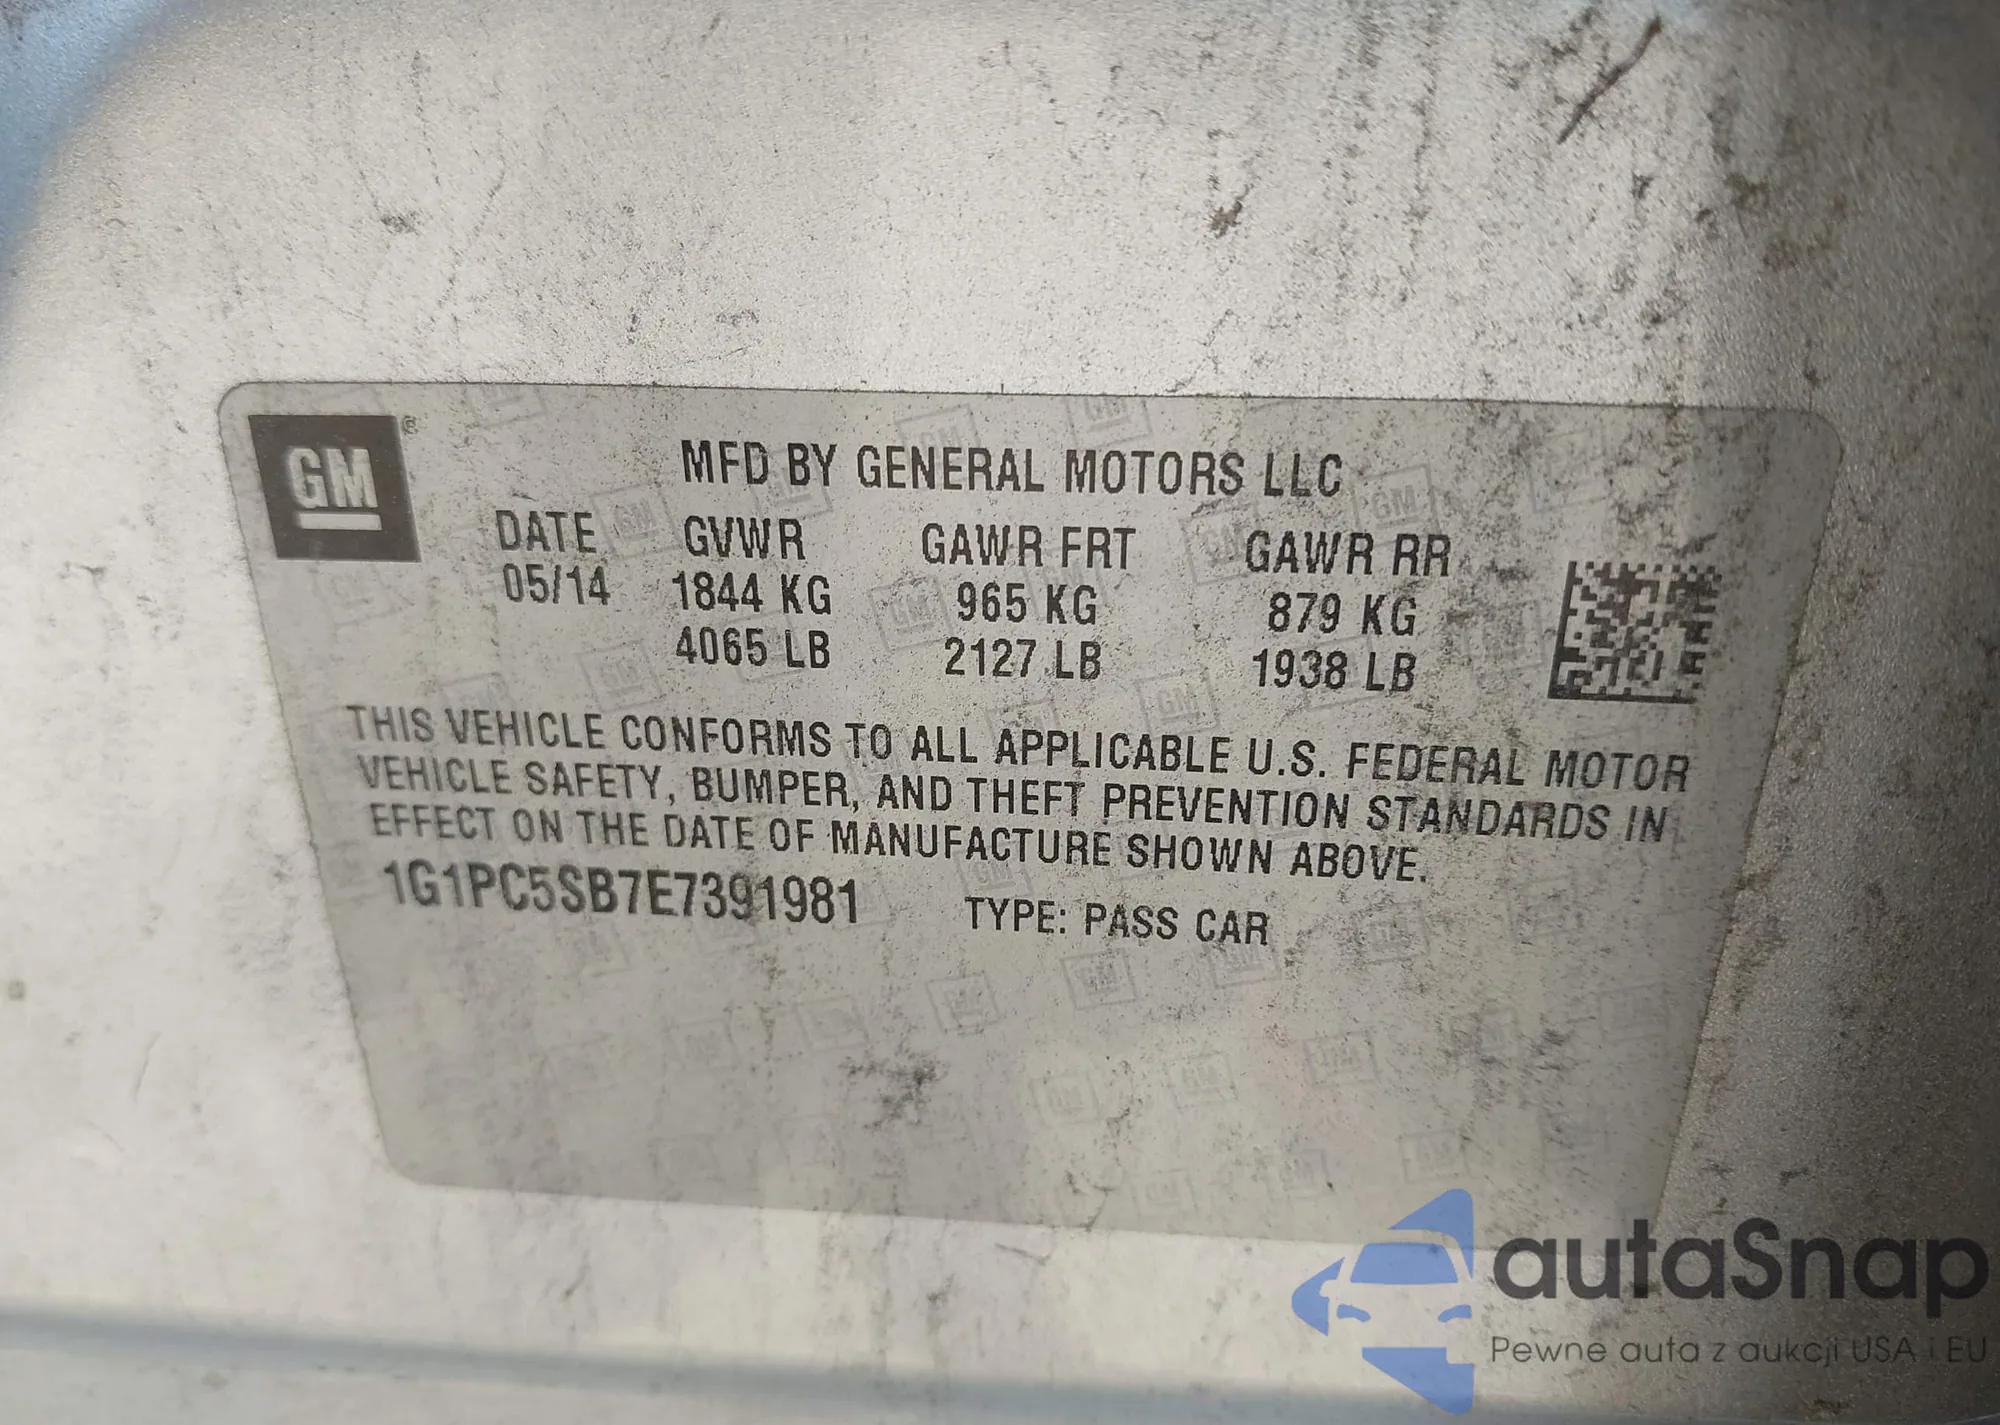 GM
MFD BY GENERAL MOTORS LLC
DATE GVWR GAWR FRT GAWR RR
05/14 1844 KG 965 KG 879 KG
4065 LB 2127 LB 1938 LB
THIS VEHICLE CONFORMS TO ALL APPLICABLE U.S. FEDERAL MOTOR
VEHICLE SAFETY, BUMPER, AND THEFT PREVENTION STANDARDS IN
EFFECT ON THE DATE OF MANUFACTURE SHOWN ABOVE.
1G1PC5SB7E7391981 TYPE: PASS CAR
autaSnap
Pewne auta z aukcji USA i EU